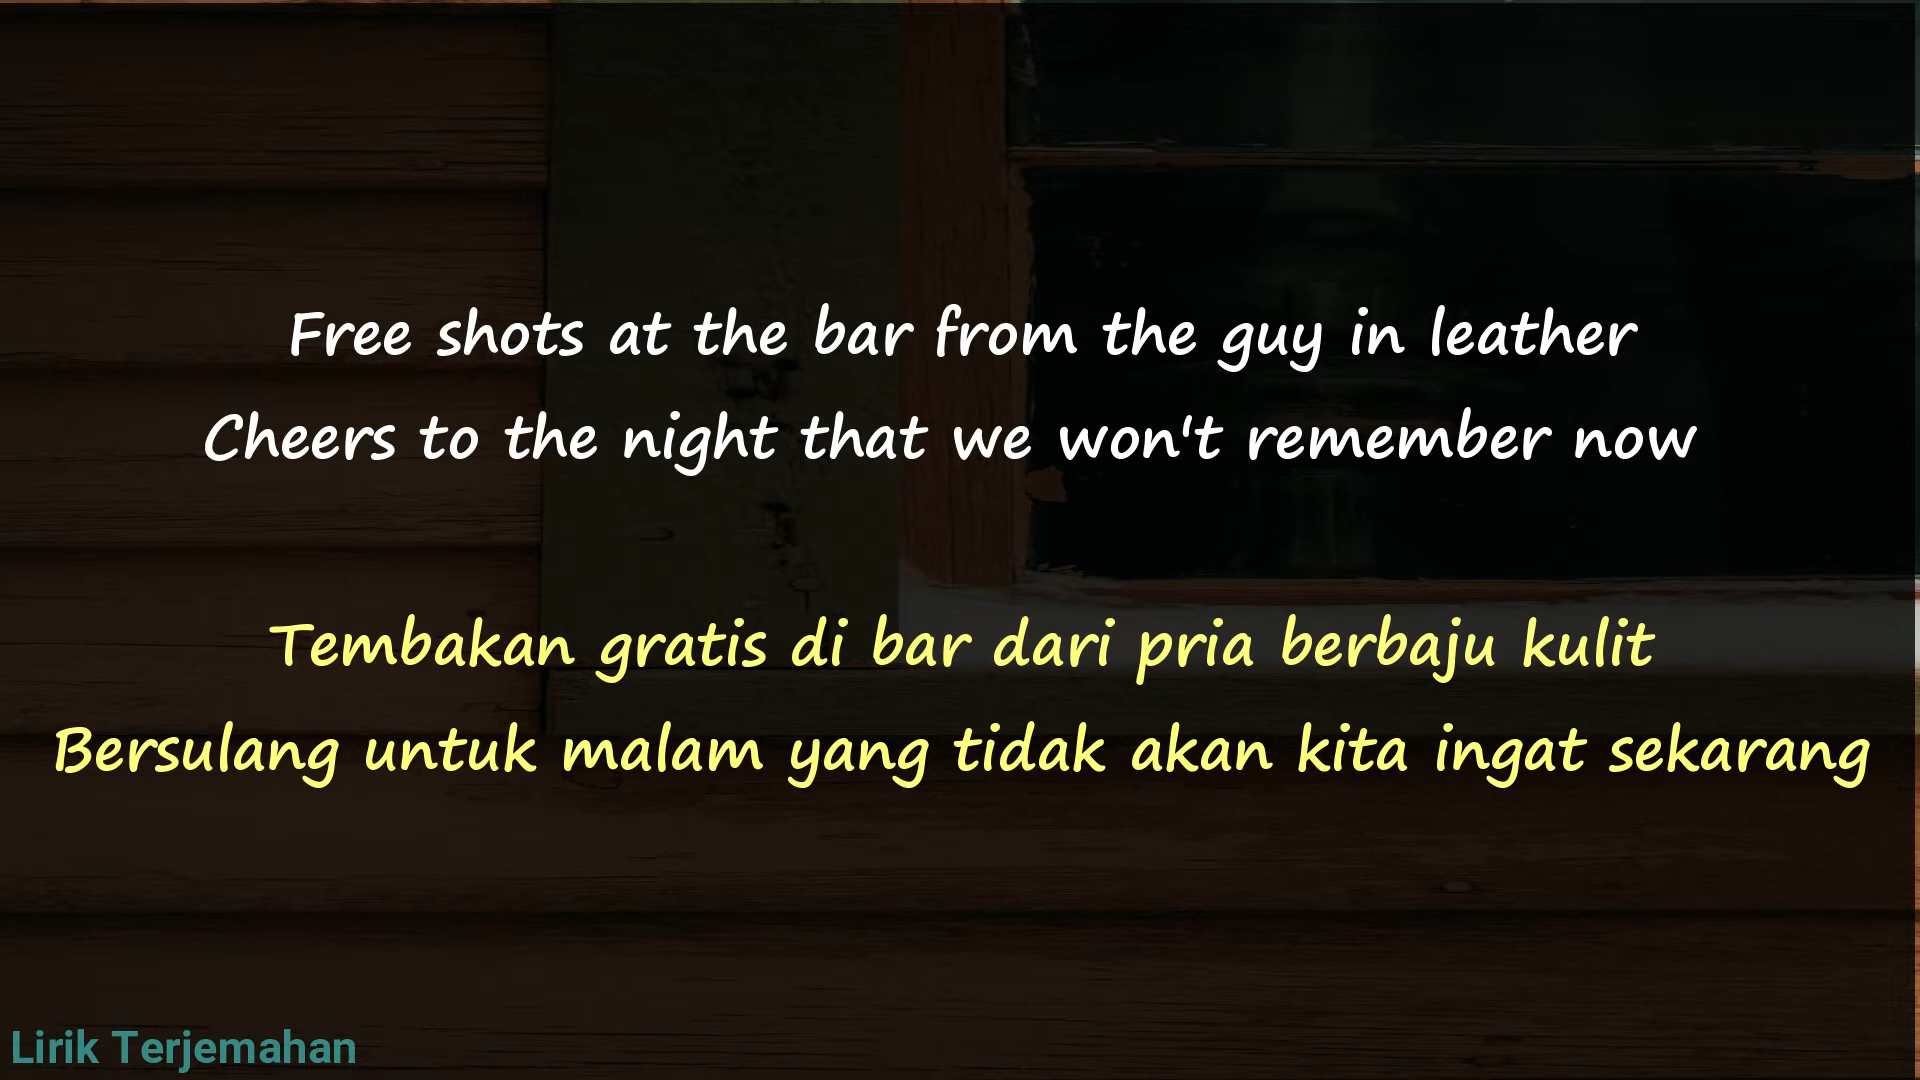 Free shots at the bar from the guy in leather
Cheers to the night that we won't remember now
Tembakan gratis di bar dari pria berbaju kulit
Bersulang untuk malam yang tidak akan kita ingat sekarang
Lirik Terjemahan